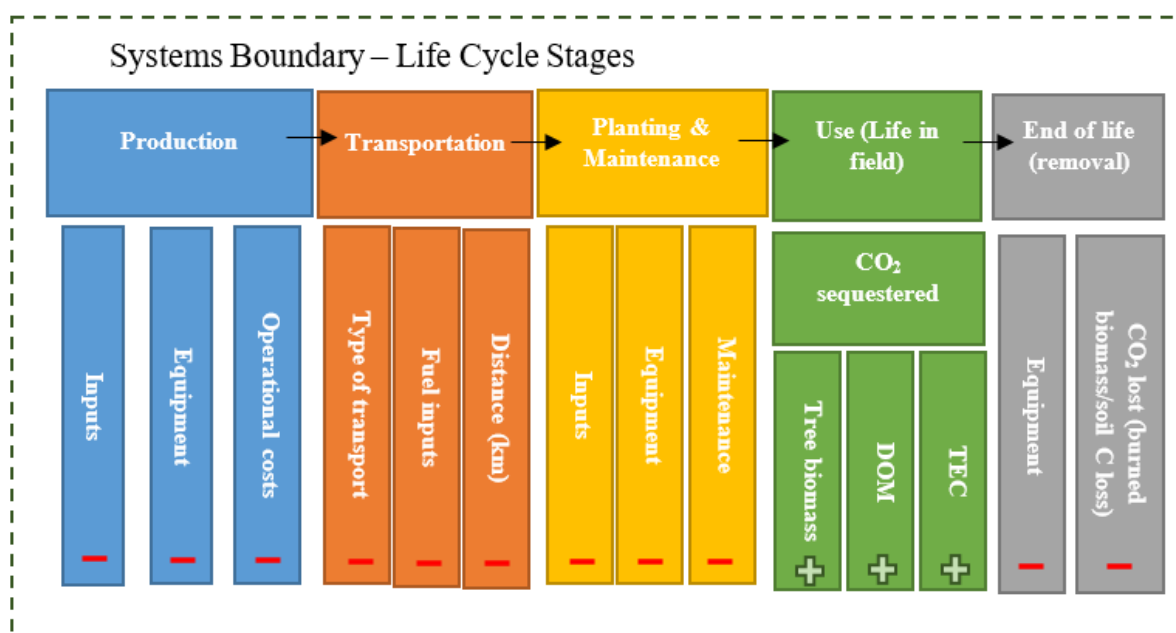 Systems Boundary – Life Cycle Stages
Production
Transportation
Planting &
Maintenance
Use (Life in
field)
End of life
(removal)
Inputs
Equipment
Operational costs
Type of transport
Fuel inputs
Distance (km)
Inputs
Equipment
Maintenance
CO₂
sequestered
Tree biomass
DOM
TEC
Equipment
CO₂ lost (burned
biomass/soil C
loss)